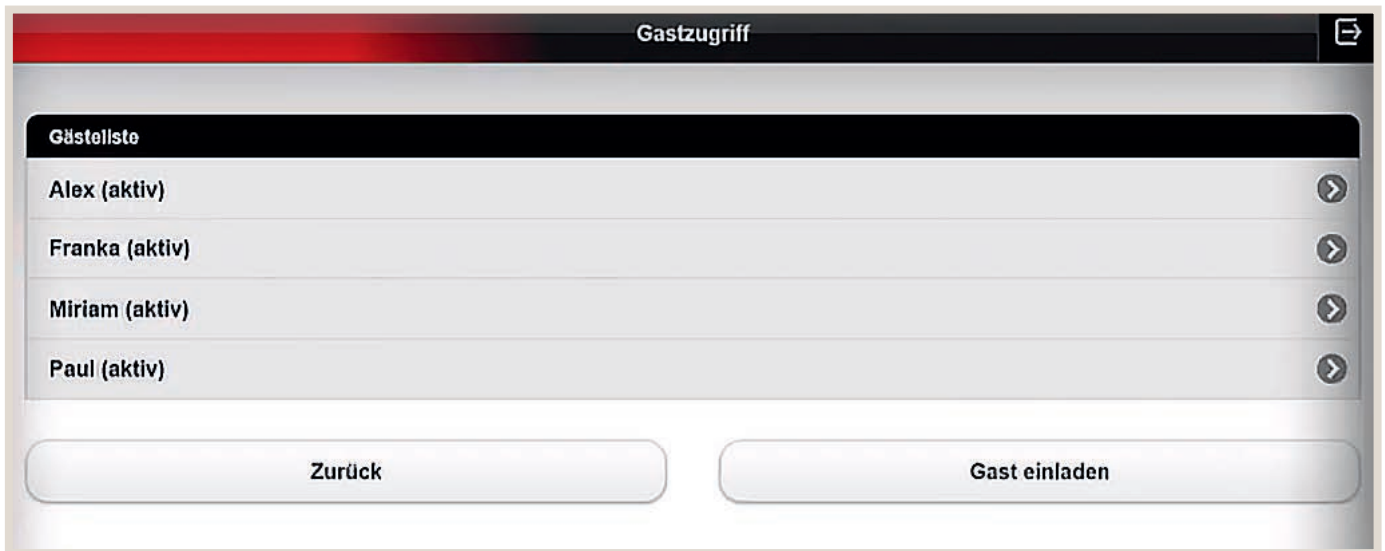 Gastzugriff
Gästeliste
Alex (aktiv)
Franka (aktiv)
Miriam (aktiv)
Paul (aktiv)
Zurück
Gast einladen